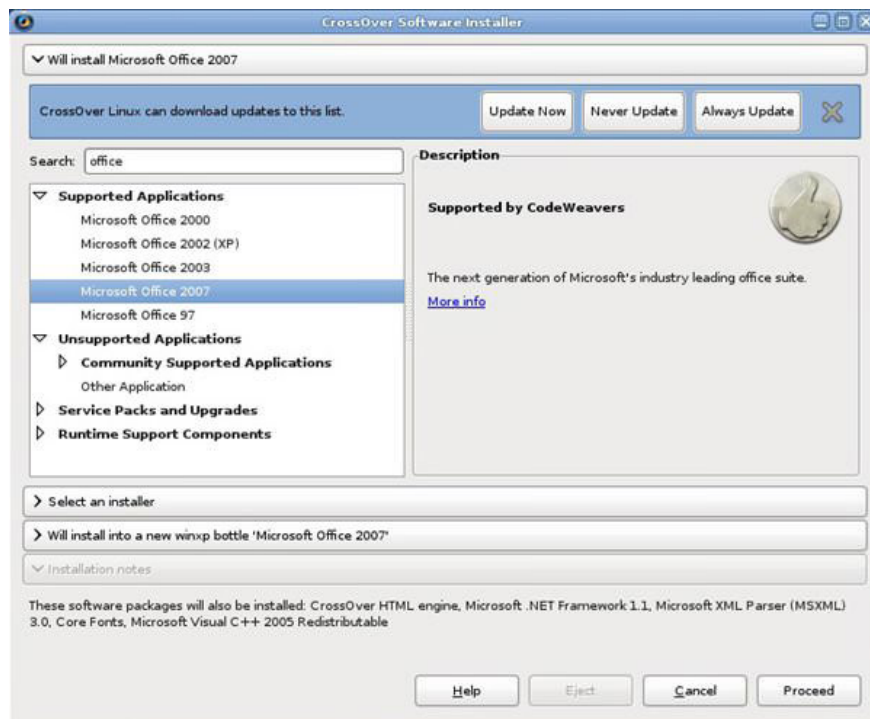 CrossOver Software Installer
Will install Microsoft Office 2007
CrossOver Linux can download updates to this list.
Update Now
Never Update
Always Update
Search:
office
Supported Applications
Microsoft Office 2000
Microsoft Office 2002 (XP)
Microsoft Office 2003
Microsoft Office 2007
Microsoft Office 97
Unsupported Applications
Community Supported Applications
Other Application
Service Packs and Upgrades
Runtime Support Components
Description
Supported by CodeWeavers
The next generation of Microsoft's industry leading office suite.
More info
Select an installer
Will install into a new winxp bottle 'Microsoft Office 2007'
Installation notes
These software packages will also be installed: CrossOver HTML engine, Microsoft .NET Framework 1.1, Microsoft XML Parser (MSXML)
3.0, Core Fonts, Microsoft Visual C++ 2005 Redistributable
Help
Eject
Cancel
Proceed